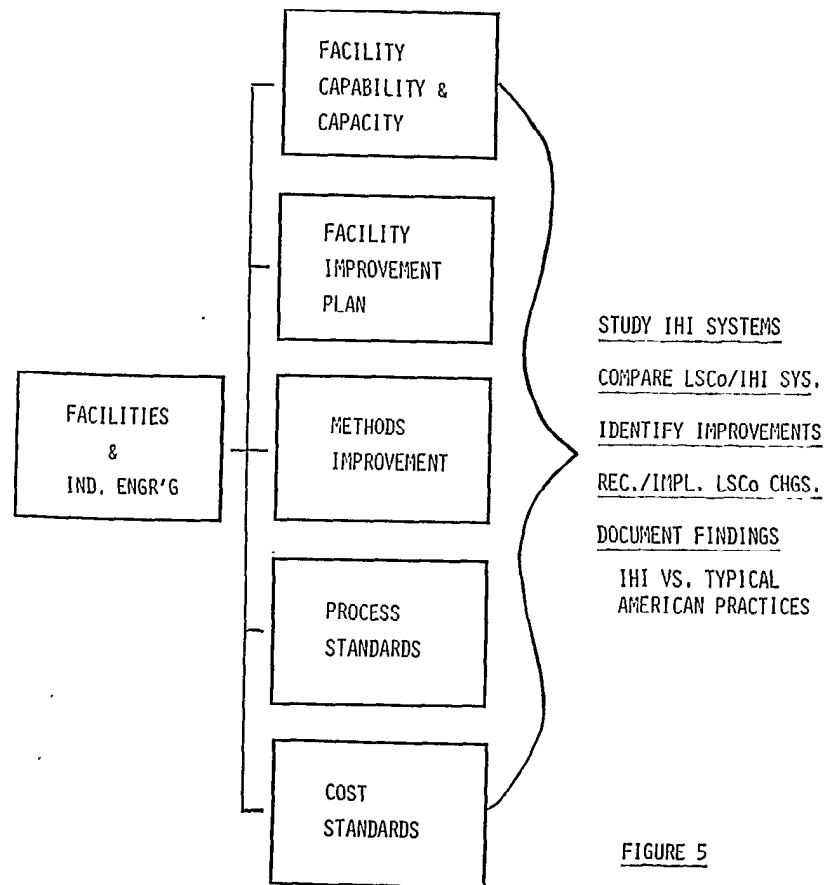 FACILITY
CAPABILITY &
CAPACITY
FACILITY
IMPROVEMENT
PLAN
FACILITIES
&
IND. ENGR'G
METHODS
IMPROVEMENT
PROCESS
STANDARDS
COST
STANDARDS
STUDY IHI SYSTEMS
COMPARE LSCo/IHI SYS.
IDENTIFY IMPROVEMENTS
REC./IMPL. LSCo CHGS.
DOCUMENT FINDINGS
IHI VS. TYPICAL
AMERICAN PRACTICES
FIGURE 5